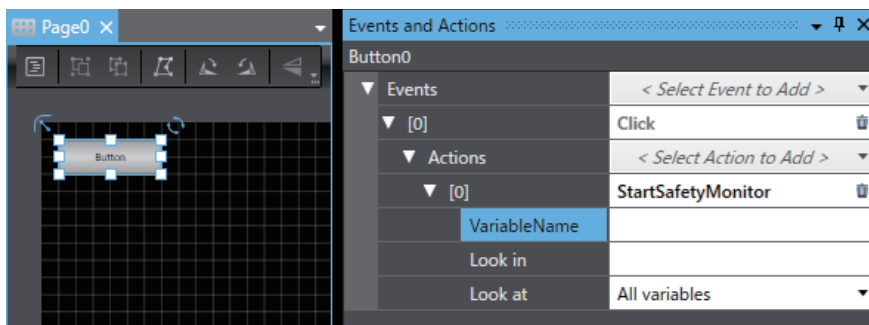 Page0
Button
Events and Actions
Button0
Events < Select Event to Add >
[0] Click
Actions < Select Action to Add >
[0] StartSafetyMonitor
VariableName
Look in
Look at All variables